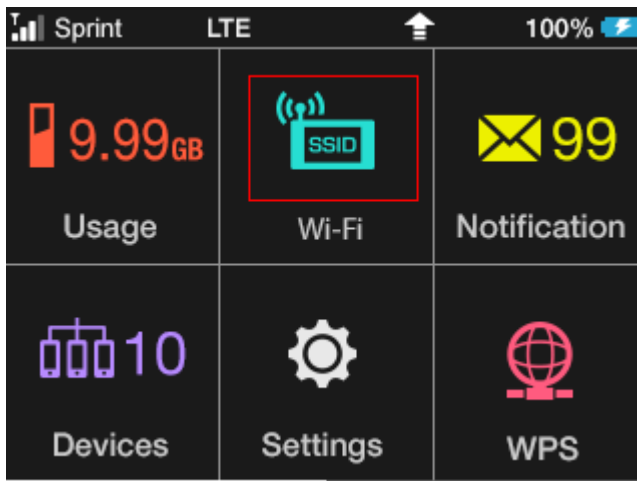 Sprint LTE 100%
9.99GB
SSID
99
Usage
Wi-Fi
Notification
10
Devices
Settings
WPS